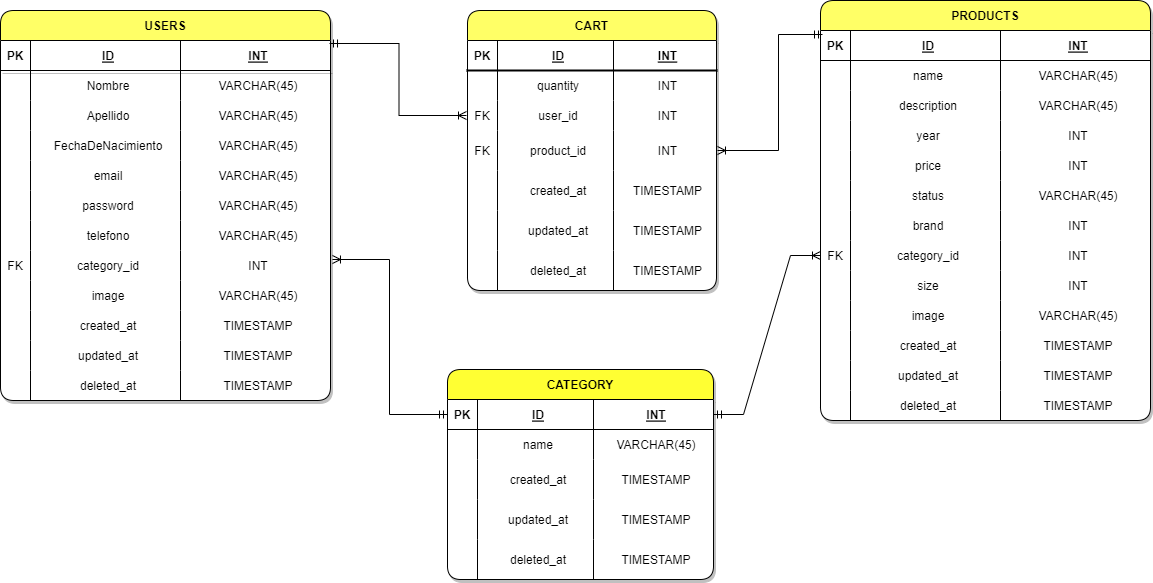 USERS
PK ID INT
Nombre VARCHAR(45)
Apellido VARCHAR(45)
FechaDeNacimiento VARCHAR(45)
email VARCHAR(45)
password VARCHAR(45)
telefono VARCHAR(45)
FK category_id INT
image VARCHAR(45)
created_at TIMESTAMP
updated_at TIMESTAMP
deleted_at TIMESTAMP
CART
PK ID INT
quantity INT
FK user_id INT
FK product_id INT
created_at TIMESTAMP
updated_at TIMESTAMP
deleted_at TIMESTAMP
PRODUCTS
PK ID INT
name VARCHAR(45)
description VARCHAR(45)
year INT
price INT
status VARCHAR(45)
brand INT
FK category_id INT
size INT
image VARCHAR(45)
created_at TIMESTAMP
updated_at TIMESTAMP
deleted_at TIMESTAMP
CATEGORY
PK ID INT
name VARCHAR(45)
created_at TIMESTAMP
updated_at TIMESTAMP
deleted_at TIMESTAMP